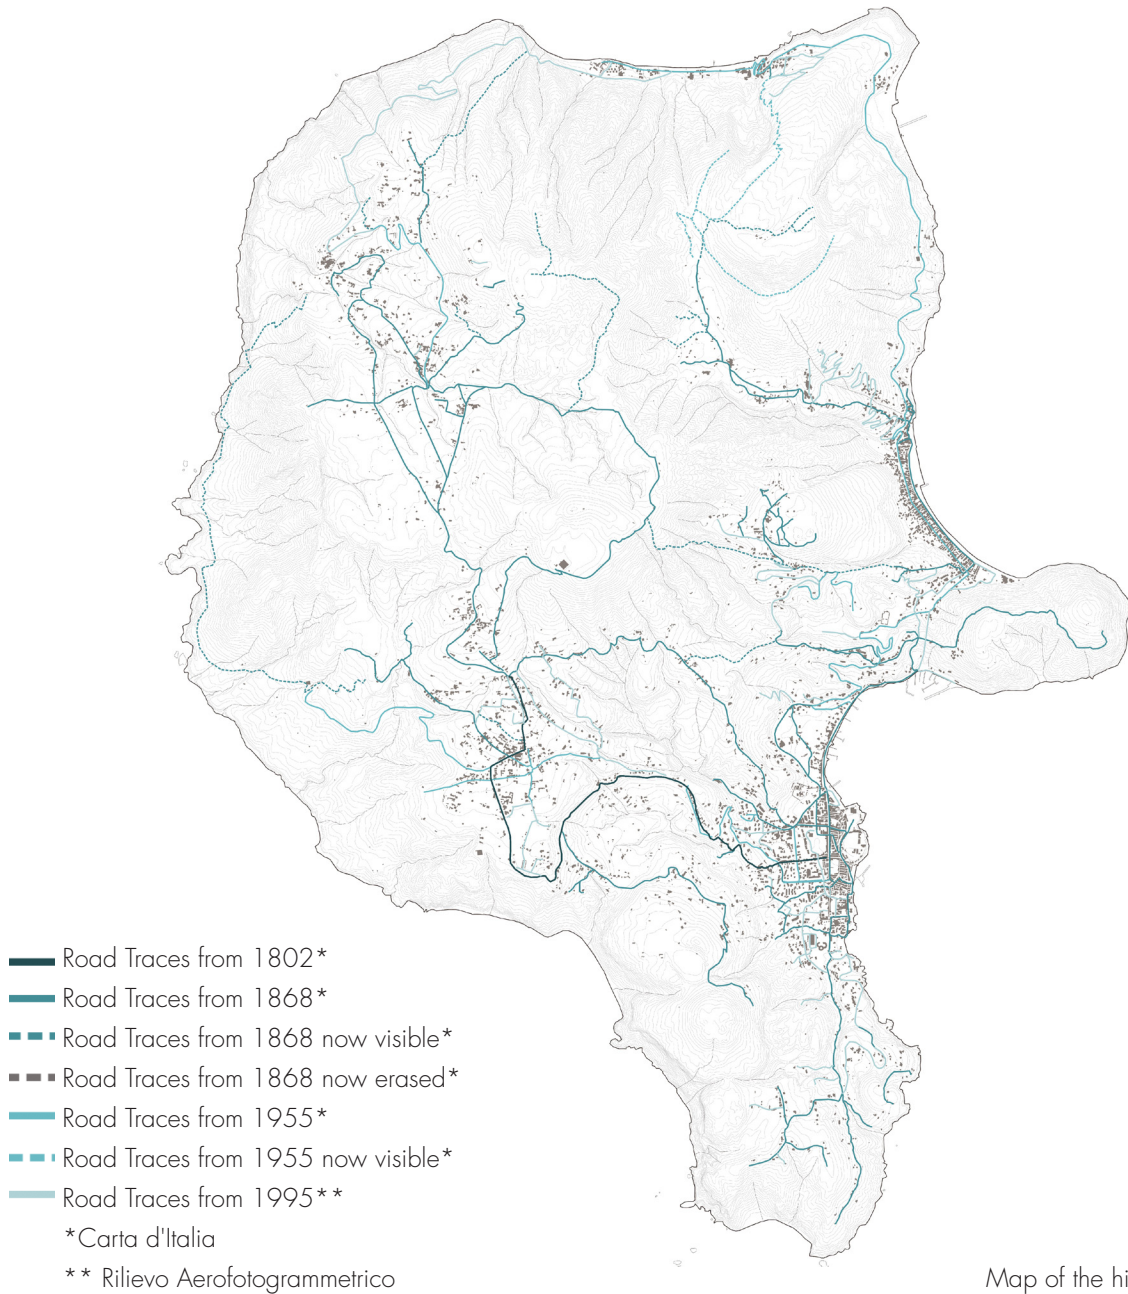 Road Traces from 1802*
Road Traces from 1868*
Road Traces from 1868 now visible*
Road Traces from 1868 now erased*
Road Traces from 1955*
Road Traces from 1955 now visible*
Road Traces from 1995**
*Carta d'Italia
** Rilievo Aerofotogrammetrico
Map of the hi